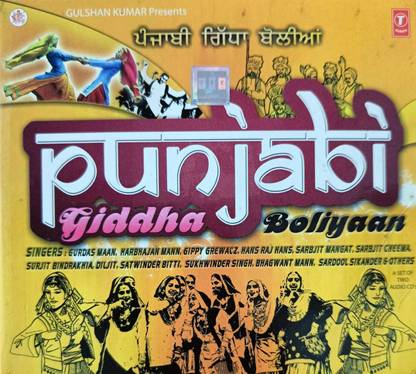 GULSHAN KUMAR Presents
T
SERIES
ਪੰਜਾਬੀ ਗਿੱਧਾ ਬੋਲੀਆਂ
punjabi
Giddha Boliyaan
SINGERS : GURDAS MAAN, HARBHAJAN MANN, GIPPY GREWALZ, HANS RAJ HANS, SARBJIT MANGAT, SARBJIT CHEEMA,
SURJIT BINDRAKHIA, DILJIT, SATWINDER BITTI, SUKHWINDER SINGH, BHAGWANT MANN, SARDOOL SIKANDER & OTHERS
A SET OF
TWO
AUDIO CD's